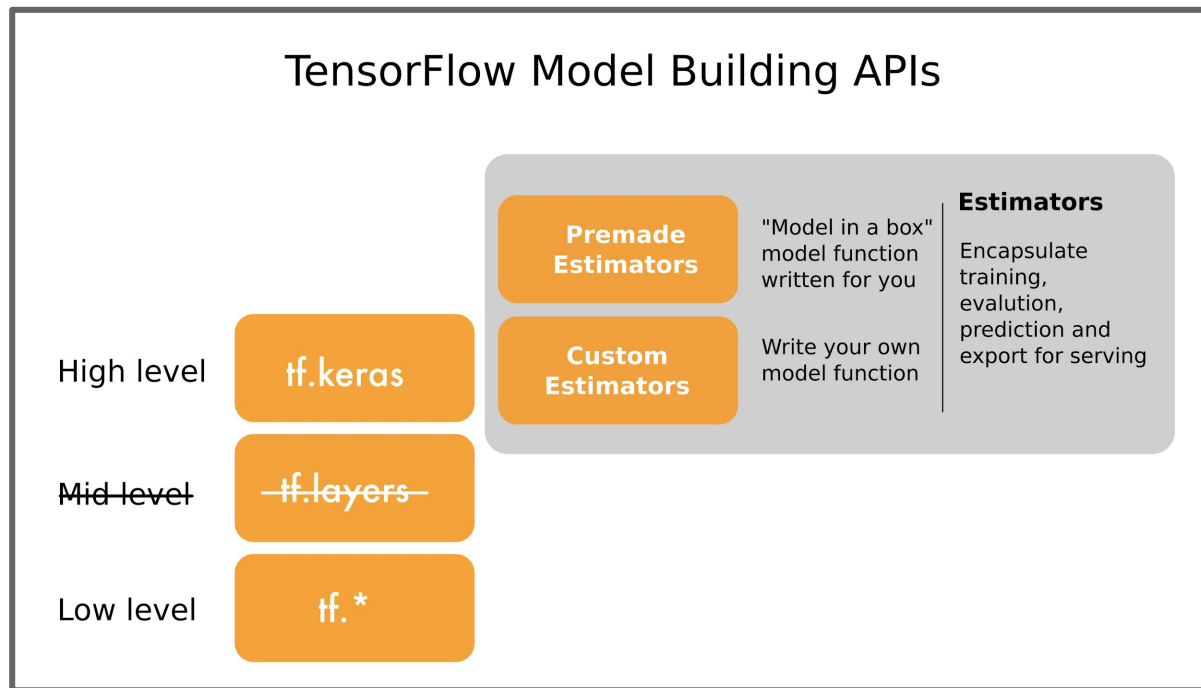 TensorFlow Model Building APIs
Premade
Estimators
"Model in a box"
model function
written for you
Estimators
Encapsulate
training,
evalution,
prediction and
export for serving
Custom
Estimators
Write your own
model function
High level
tf.keras
Mid level
tf.layers
Low level
tf.*